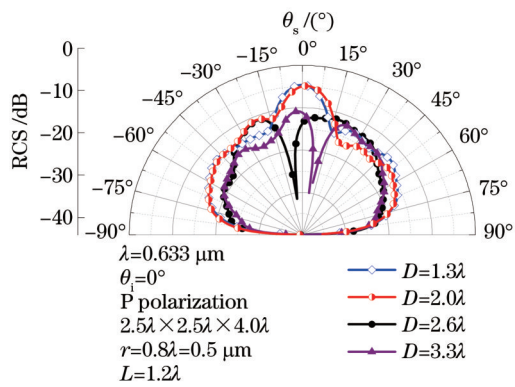 θs /(°)
0°
−15° 15°
−30° 30°
−45° 45°
−60° 60°
−75° 75°
−90° 90°
RCS /dB
0
−10
−20
−30
−40
λ=0.633 μm
θi=0°
P polarization
2.5λ×2.5λ×4.0λ
r=0.8λ=0.5 μm
L=1.2λ
D=1.3λ
D=2.0λ
D=2.6λ
D=3.3λ